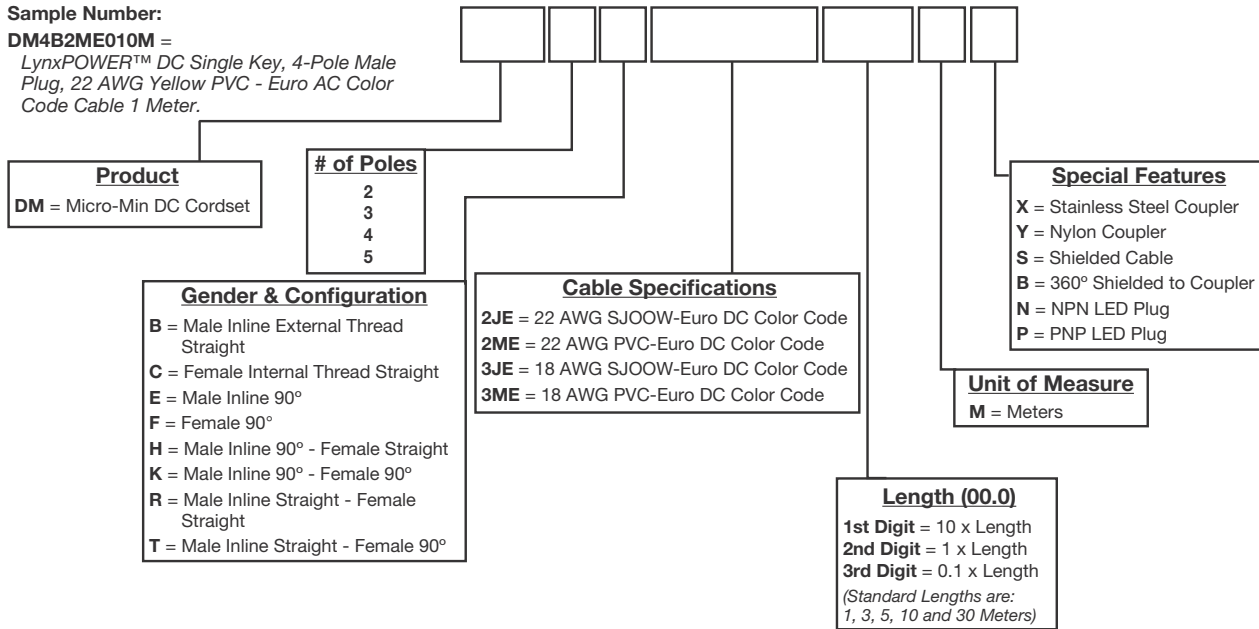 Sample Number:
DM4B2ME010M =
LynxPOWER™ DC Single Key, 4-Pole Male
Plug, 22 AWG Yellow PVC - Euro AC Color
Code Cable 1 Meter.
Product
DM = Micro-Min DC Cordset
# of Poles
2
3
4
5
Gender & Configuration
B = Male Inline External Thread
Straight
C = Female Internal Thread Straight
E = Male Inline 90º
F = Female 90°
H = Male Inline 90º - Female Straight
K = Male Inline 90º - Female 90º
R = Male Inline Straight - Female
Straight
T = Male Inline Straight - Female 90º
Cable Specifications
2JE = 22 AWG SJOOW-Euro DC Color Code
2ME = 22 AWG PVC-Euro DC Color Code
3JE = 18 AWG SJOOW-Euro DC Color Code
3ME = 18 AWG PVC-Euro DC Color Code
Length (00.0)
1st Digit = 10 x Length
2nd Digit = 1 x Length
3rd Digit = 0.1 x Length
(Standard Lengths are:
1, 3, 5, 10 and 30 Meters)
Unit of Measure
M = Meters
Special Features
X = Stainless Steel Coupler
Y = Nylon Coupler
S = Shielded Cable
B = 360º Shielded to Coupler
N = NPN LED Plug
P = PNP LED Plug